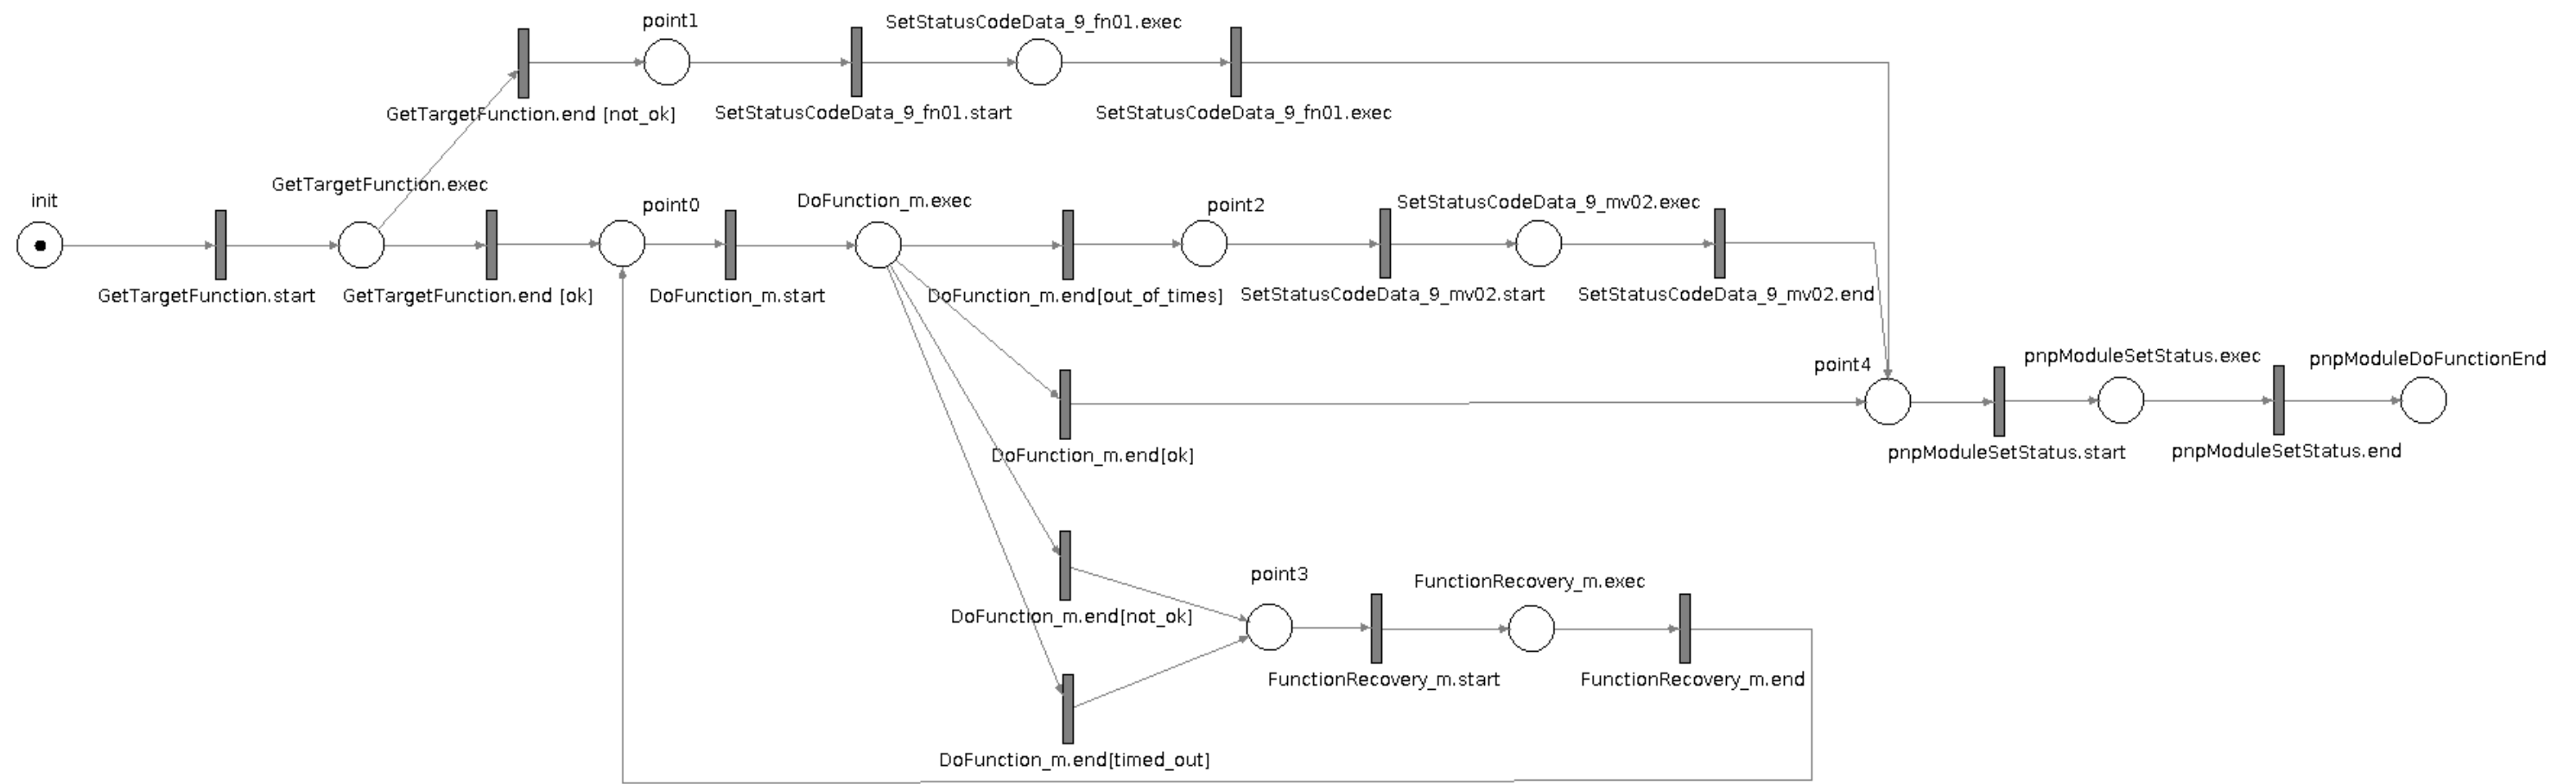 point1
SetStatusCodeData_9_fn01.exec
GetTargetFunction.end [not_ok]
SetStatusCodeData_9_fn01.start
SetStatusCodeData_9_fn01.exec
init
GetTargetFunction.exec
point0
DoFunction_m.exec
point2
SetStatusCodeData_9_mv02.exec
GetTargetFunction.start
GetTargetFunction.end [ok]
DoFunction_m.start
DoFunction_m.end[out_of_times]
SetStatusCodeData_9_mv02.start
SetStatusCodeData_9_mv02.end
point4
pnpModuleSetStatus.exec
pnpModuleDoFunctionEnd
DoFunction_m.end[ok]
pnpModuleSetStatus.start
pnpModuleSetStatus.end
point3
FunctionRecovery_m.exec
DoFunction_m.end[not_ok]
FunctionRecovery_m.start
FunctionRecovery_m.end
DoFunction_m.end[timed_out]